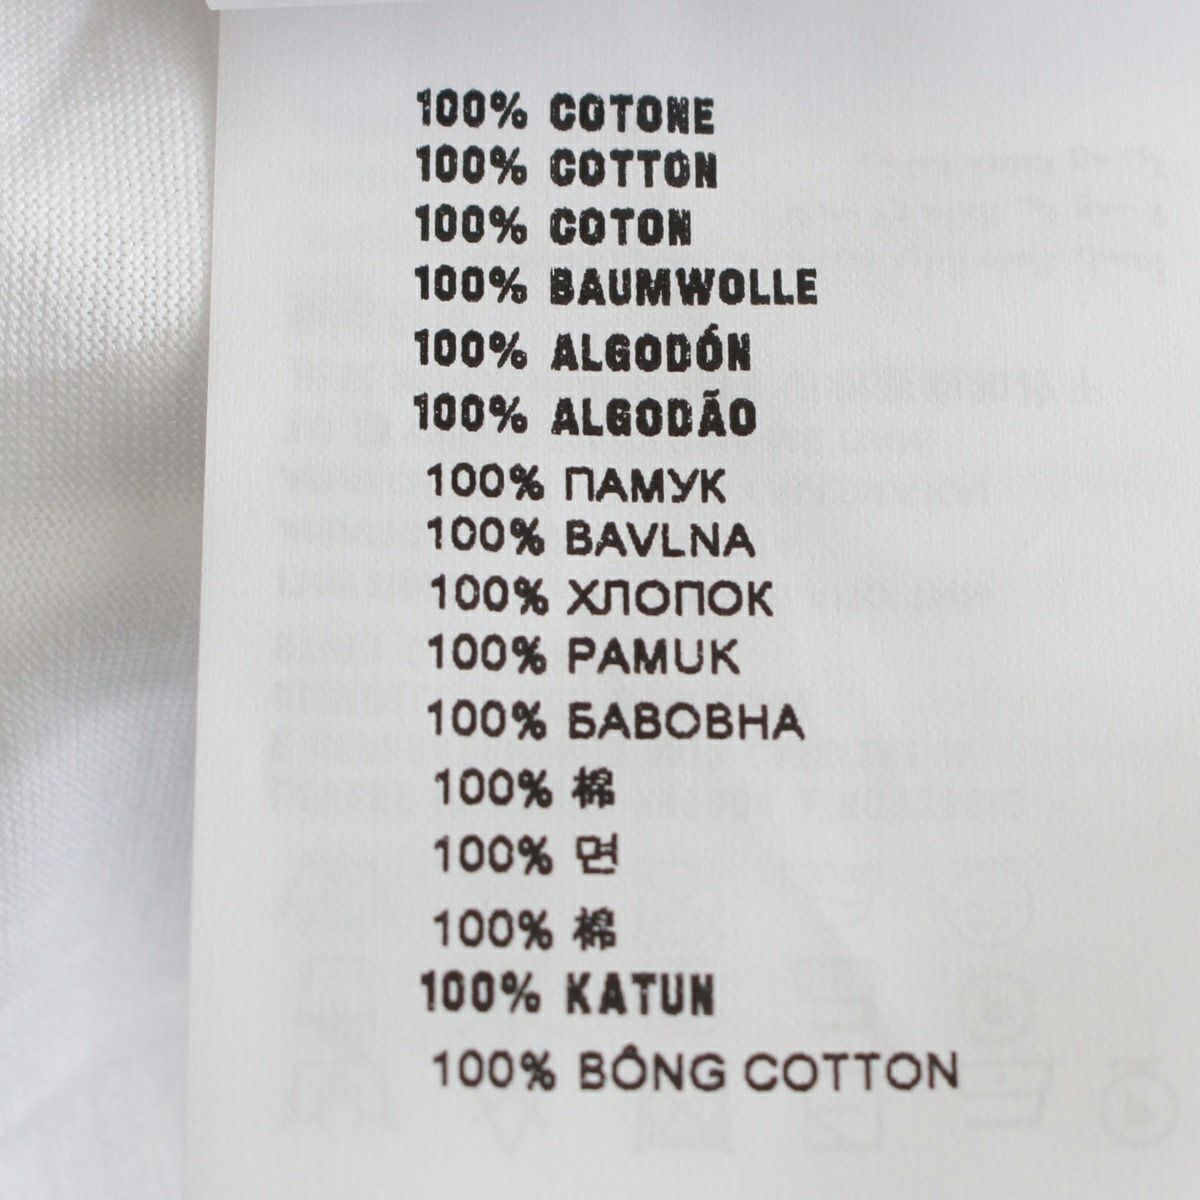 100% COTONE
100% COTTON
100% COTON
100% BAUMWOLLE
100% ALGODÓN
100% ALGODÃO
100% ПАМУК
100% BAVLNA
100% ХЛОПОК
100% PAMUK
100% БАВОВНА
100% 棉
100% 면
100% 棉
100% KATUN
100% BÔNG COTTON